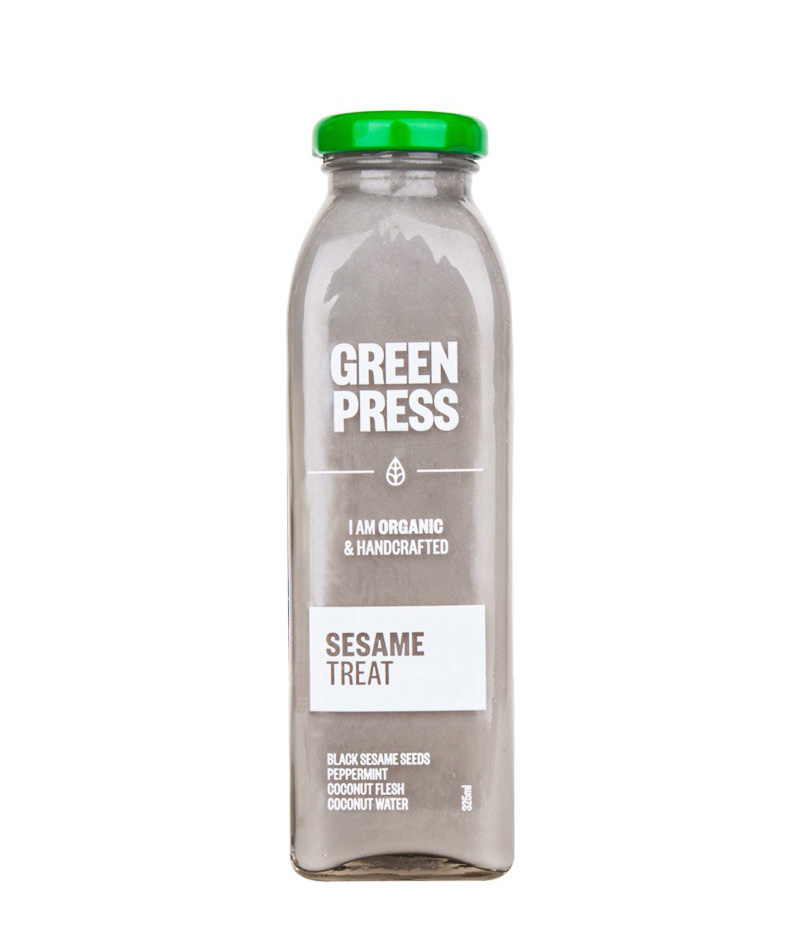 GREEN
PRESS
I AM ORGANIC
& HANDCRAFTED
SESAME
TREAT
BLACK SESAME SEEDS
PEPPERMINT
COCONUT FLESH
COCONUT WATER
325ml